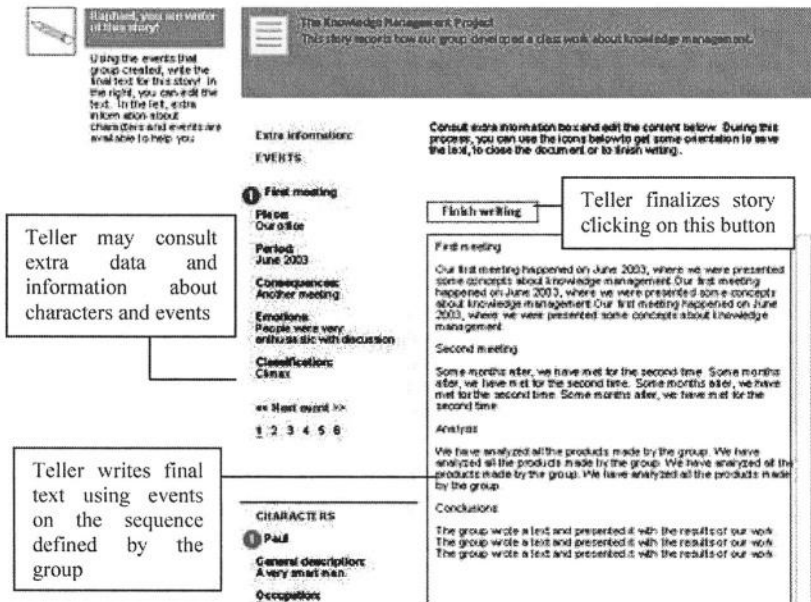 Raphael, you are writer
of this story!
Using the events that
group created, write the
final text for this story! In
the right, you can edit the
text. In the left, extra
information about
characters and events are
available to help you
The Knowledge Management Project
This story records how our group developed a class work about knowledge management.
Extra information:
EVENTS
1 First meeting
Place:
Our office
Period:
June 2003
Consequences:
Another meeting
Emotions:
People were very
enthusiastic with discussion
Classification:
Climax
<< Next event >>
1 2 3 4 5 6
CHARACTERS
1 Paul
General description:
A very smart man.
Occupation:
Consult extra information box and edit the content below. During this
process, you can use the icons below to get some orientation to save
the text, to close the document or to finish writing.
Finish writing
First meeting
Our first meeting happened on June 2003, where we were presented
some concepts about knowledge management.Our first meeting
happened on June 2003, where we were presented some concepts
about knowledge management.Our first meeting happened on June
2003, where we were presented some concepts about knowledge
management
Second meeting
Some months after, we have met for the second time. Some months
after, we have met for the second time. Some months after, we have
met for the second time. Some months after, we have met for the
second time
Analysis
We have analyzed all the products made by the group. We have
analyzed all the products made by the group. We have analyzed all the
products made by the group. We have analyzed all the products made
by the group
Conclusions
The group wrote a text and presented it with the results of our work
The group wrote a text and presented it with the results of our work
The group wrote a text and presented it with the results of our work
Teller may consult
extra data and
information about
characters and events
Teller finalizes story
clicking on this button
Teller writes final
text using events
on the sequence
defined by the
group